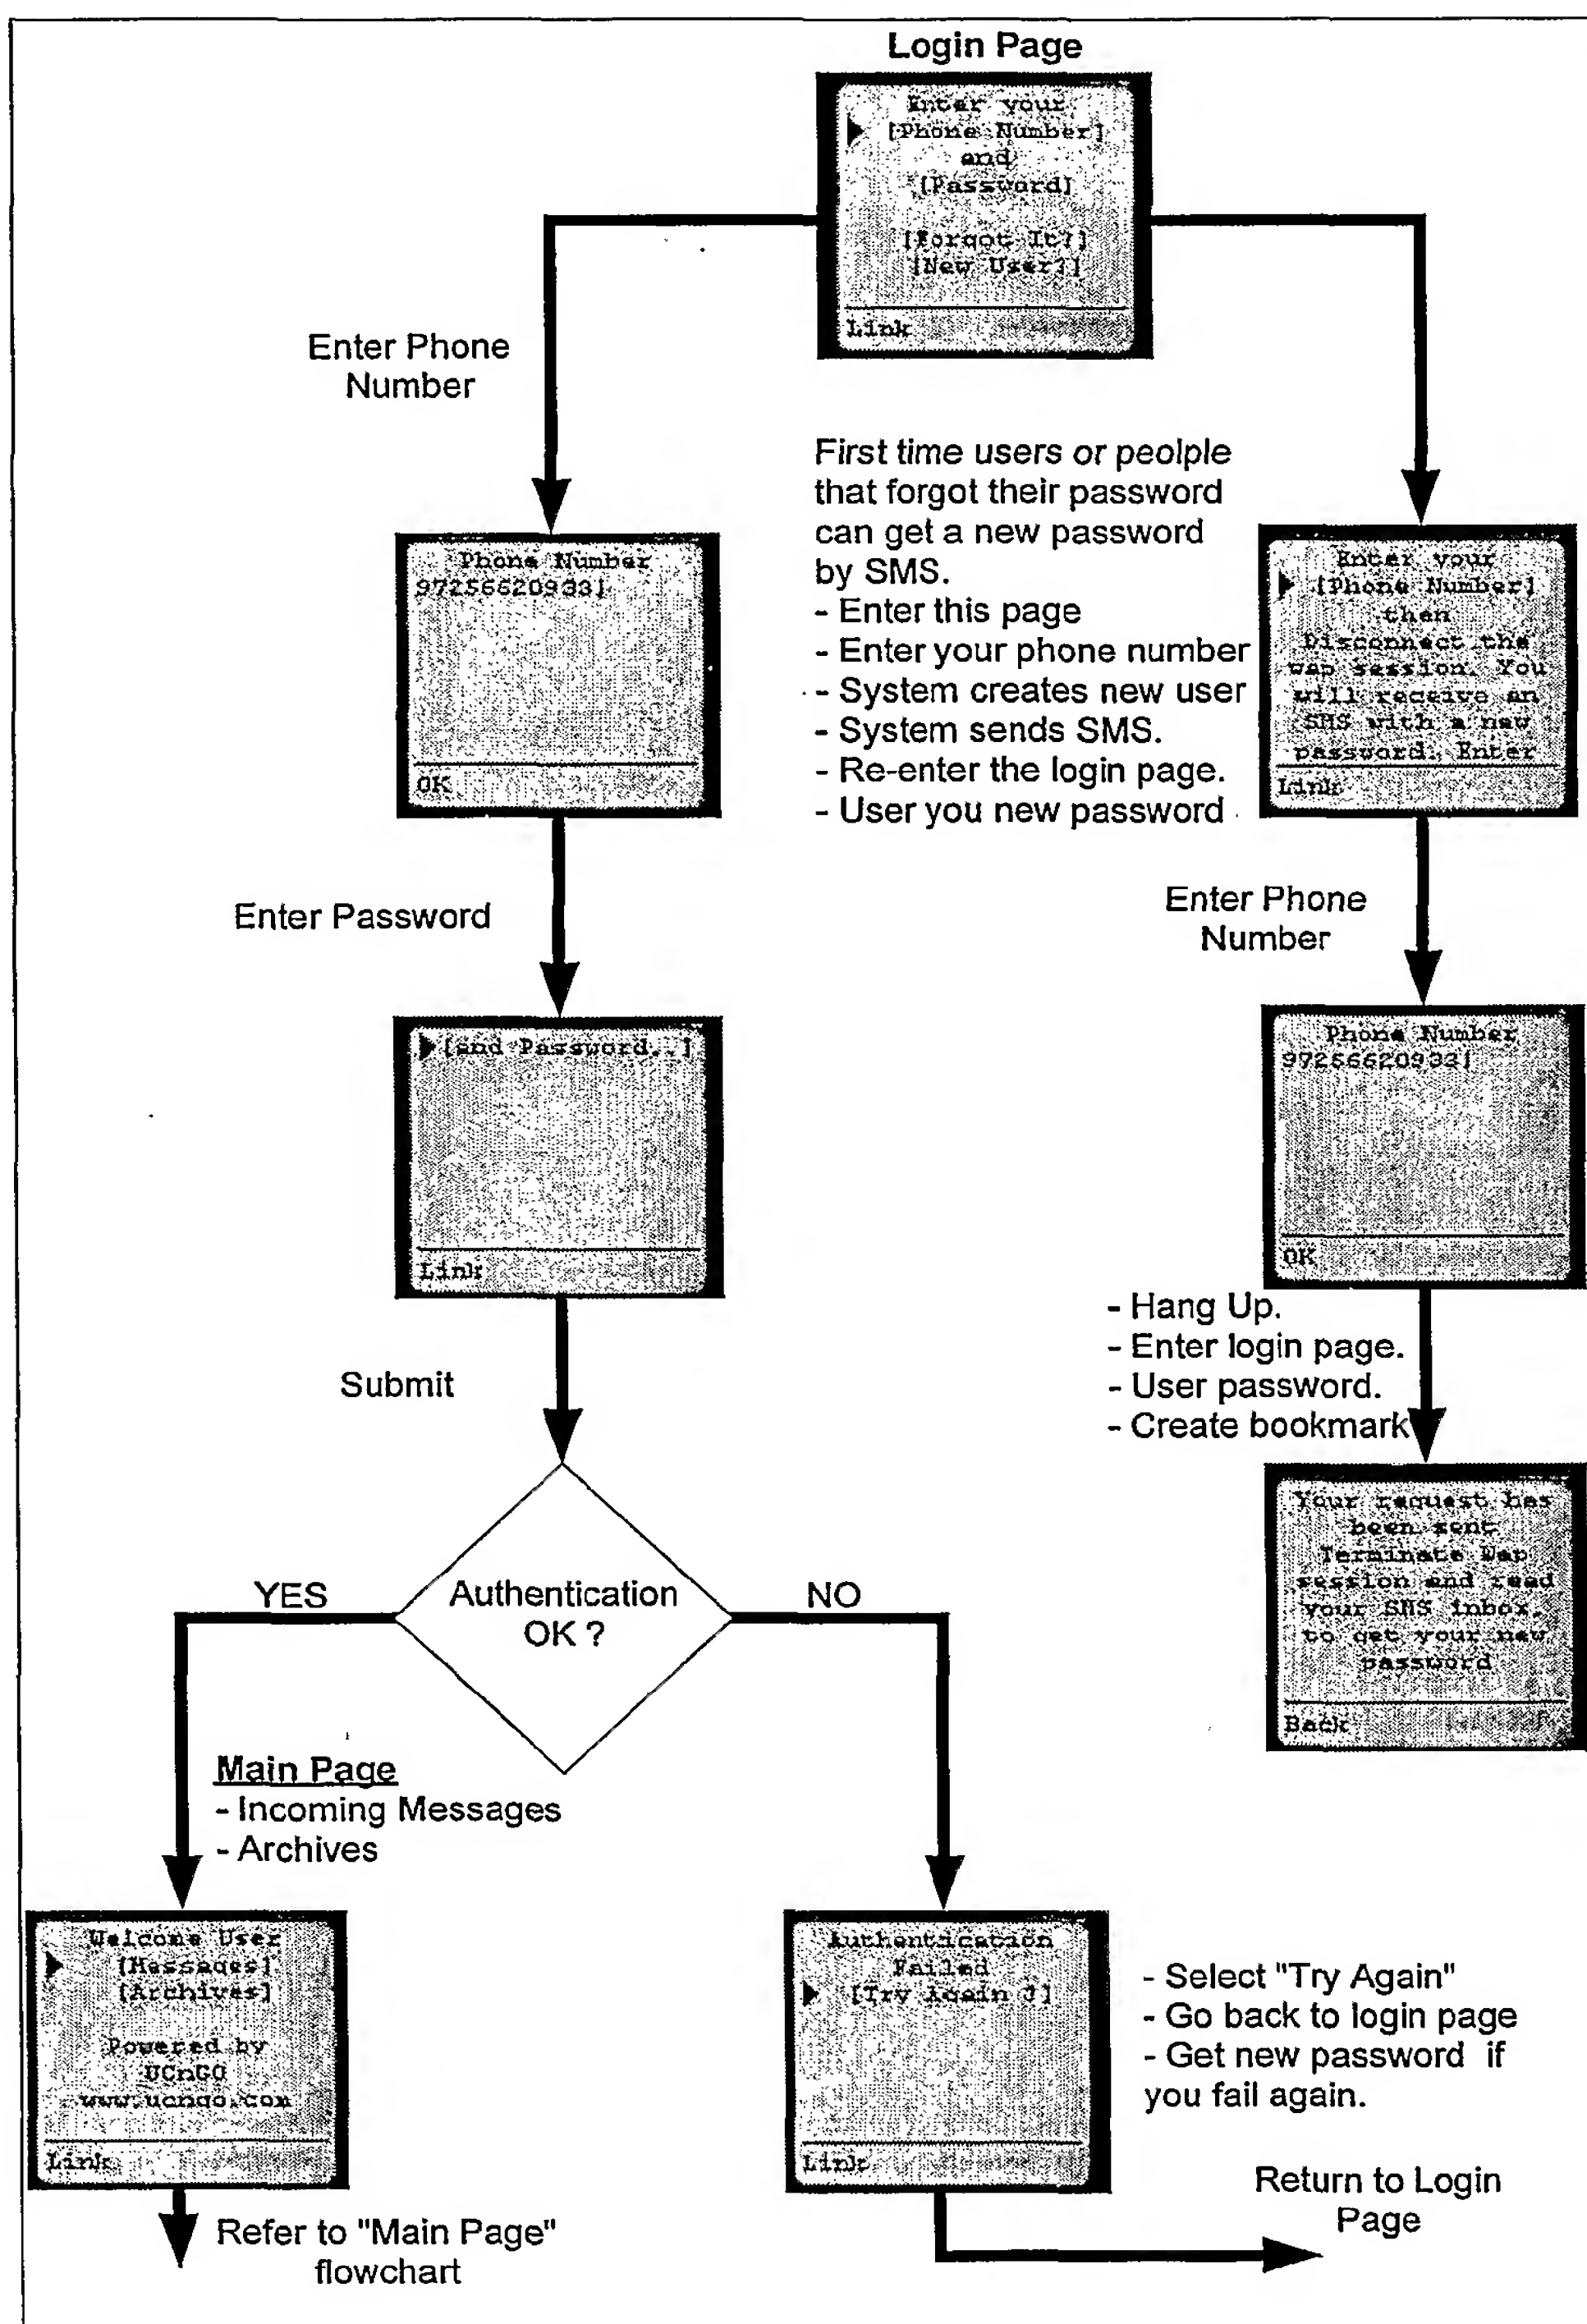 Login Page
Enter your
[Phone Number]
and
[Password]
[Forgot It?]
[New User?]
Link
Enter Phone
Number
First time users or peolple
that forgot their password
can get a new password
by SMS.
- Enter this page
- Enter your phone number
- System creates new user
- System sends SMS.
- Re-enter the login page.
- User you new password
Phone Number
OK
Enter your
[Phone Number]
then
Disconnect the
wap session. You
will receive an
SMS with a new
password. Enter
Link
Enter Password
Enter Phone
Number
[and Password..]
Link
Phone Number
OK
- Hang Up.
- Enter login page.
- User password.
- Create bookmark
Submit
Authentication
OK ?
YES
NO
Your request has
been sent
Terminate Wap
session and read
your SMS inbox,
to get your new
password
Back
Main Page
- Incoming Messages
- Archives
Welcome User
[Messages]
[Archives]
Powered by
UCnGO
www.ucngo.com
Link
Authentication
Failed
[Try Again ?]
Link
- Select "Try Again"
- Go back to login page
- Get new password if
you fail again.
Refer to "Main Page"
flowchart
Return to Login
Page